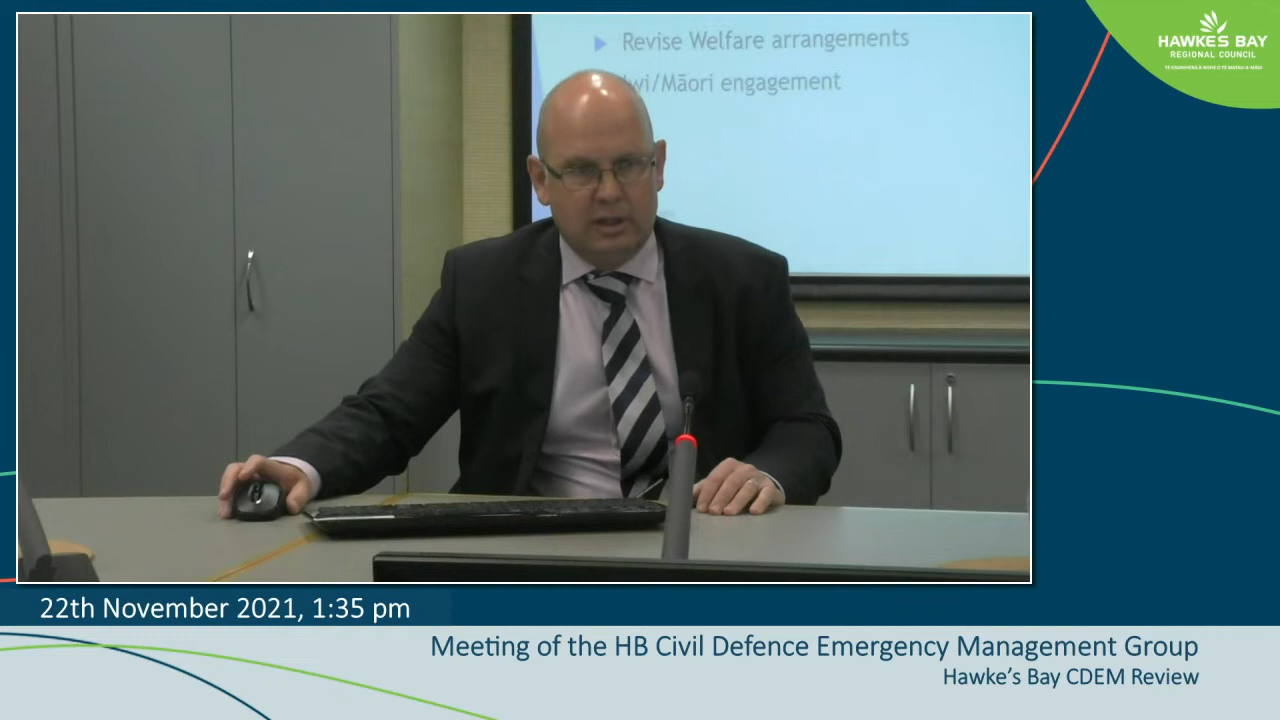 Revise Welfare arrangements
Iwi/Māori engagement
HAWKE'S BAY
REGIONAL COUNCIL
22th November 2021, 1:35 pm
Meeting of the HB Civil Defence Emergency Management Group
Hawke's Bay CDEM Review